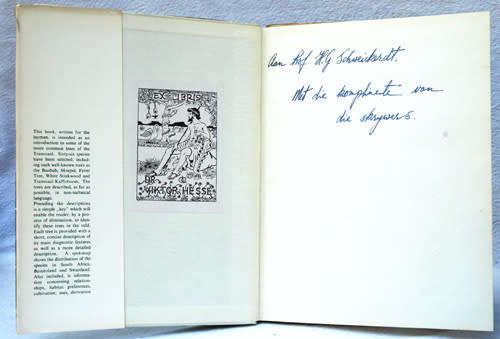 This book, written for the
layman, is intended as an
introduction to some of the
more common trees of the
Transvaal. Sixty-six species
have been selected, includ-
ing such well-known trees as
the Baobab, Mopane, Fever
Tree, White Stinkwood and
Transvaal Kafferboom. The
trees are described, as far as
possible, in non-technical
language.
Preceding the descriptions
is a simple „key" which will
enable the reader, by a pro-
cess of elimination, to iden-
tify these trees in the veld.
Each tree is provided with a
short, concise description of
its main diagnostic features
as well as a more detailed
description. A spotmap
shows the distribution of the
species in South Africa,
Basutoland and Swaziland.
Also included, is informa-
tion concerning relation-
ships, habitat preferences,
cultivation, uses, derivation
EX LIBRIS
DR
VIKTOR HESSE
Aan Prof H.G Schweickerdt.
Met die komplimente van
die skrywers.